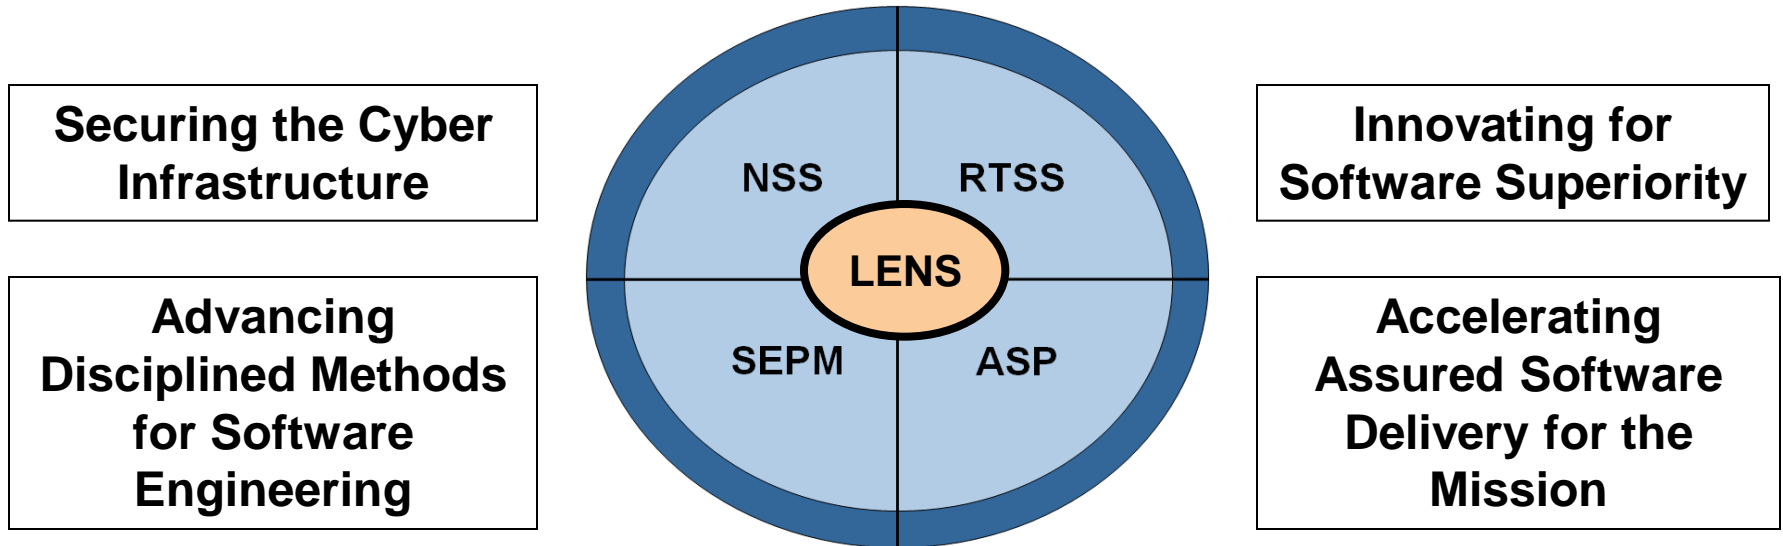 Securing the Cyber
Infrastructure
Advancing
Disciplined Methods
for Software
Engineering
NSS
RTSS
LENS
SEPM
ASP
Innovating for
Software Superiority
Accelerating
Assured Software
Delivery for the
Mission